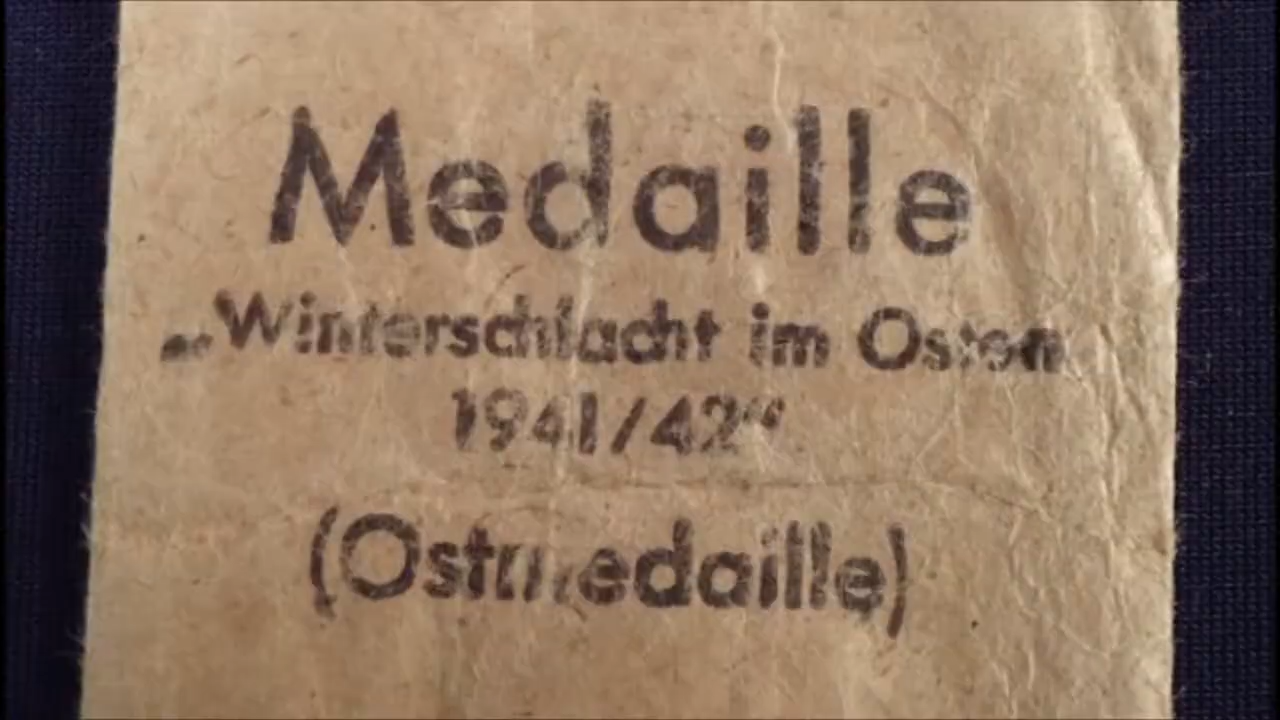 Medaille
„Winterschlacht im Osten
1941/42“
(Ostmedaille)